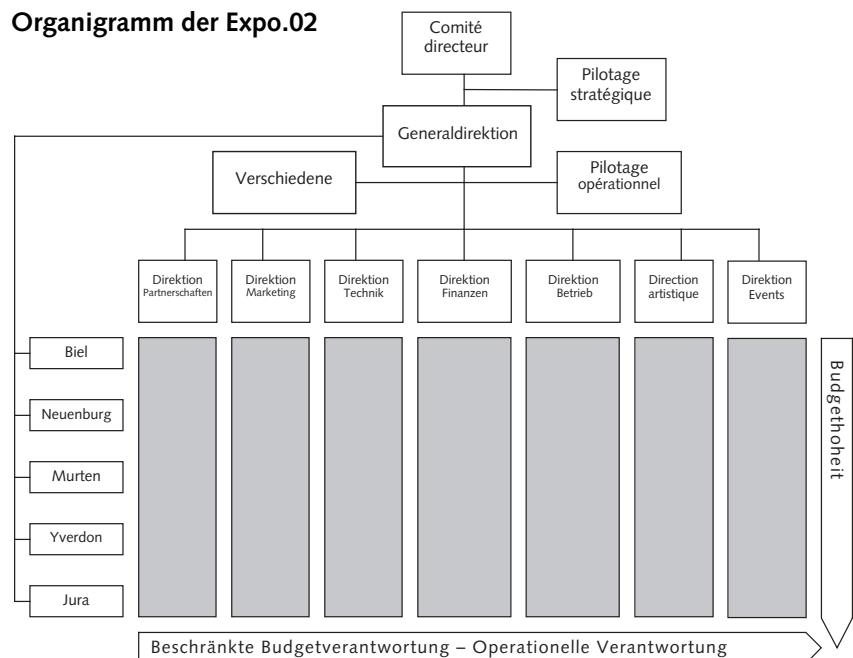 Organigramm der Expo.02
Comité
directeur
Pilotage
stratégique
Generaldirektion
Verschiedene
Pilotage
opérationnel
Direktion
Partnerschaften
Direktion
Marketing
Direktion
Technik
Direktion
Finanzen
Direktion
Betrieb
Direction
artistique
Direktion
Events
Biel
Neuenburg
Murten
Yverdon
Jura
Budgethoheit
Beschränkte Budgetverantwortung – Operationelle Verantwortung